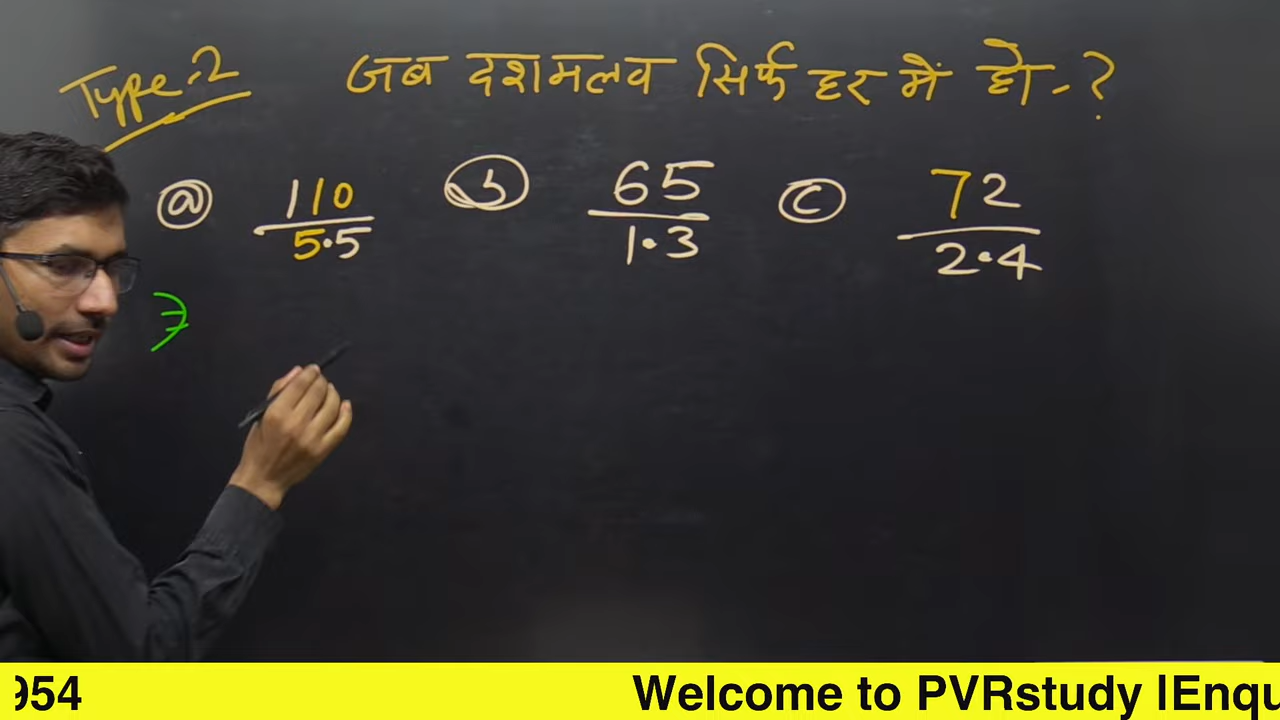 Type:-2 जब दशमलव सिर्फ हर में हो -?
ⓐ 110/5.5 ⓑ 65/1.3 ⓒ 72/2.4
954 Welcome to PVRstudy |Enqu